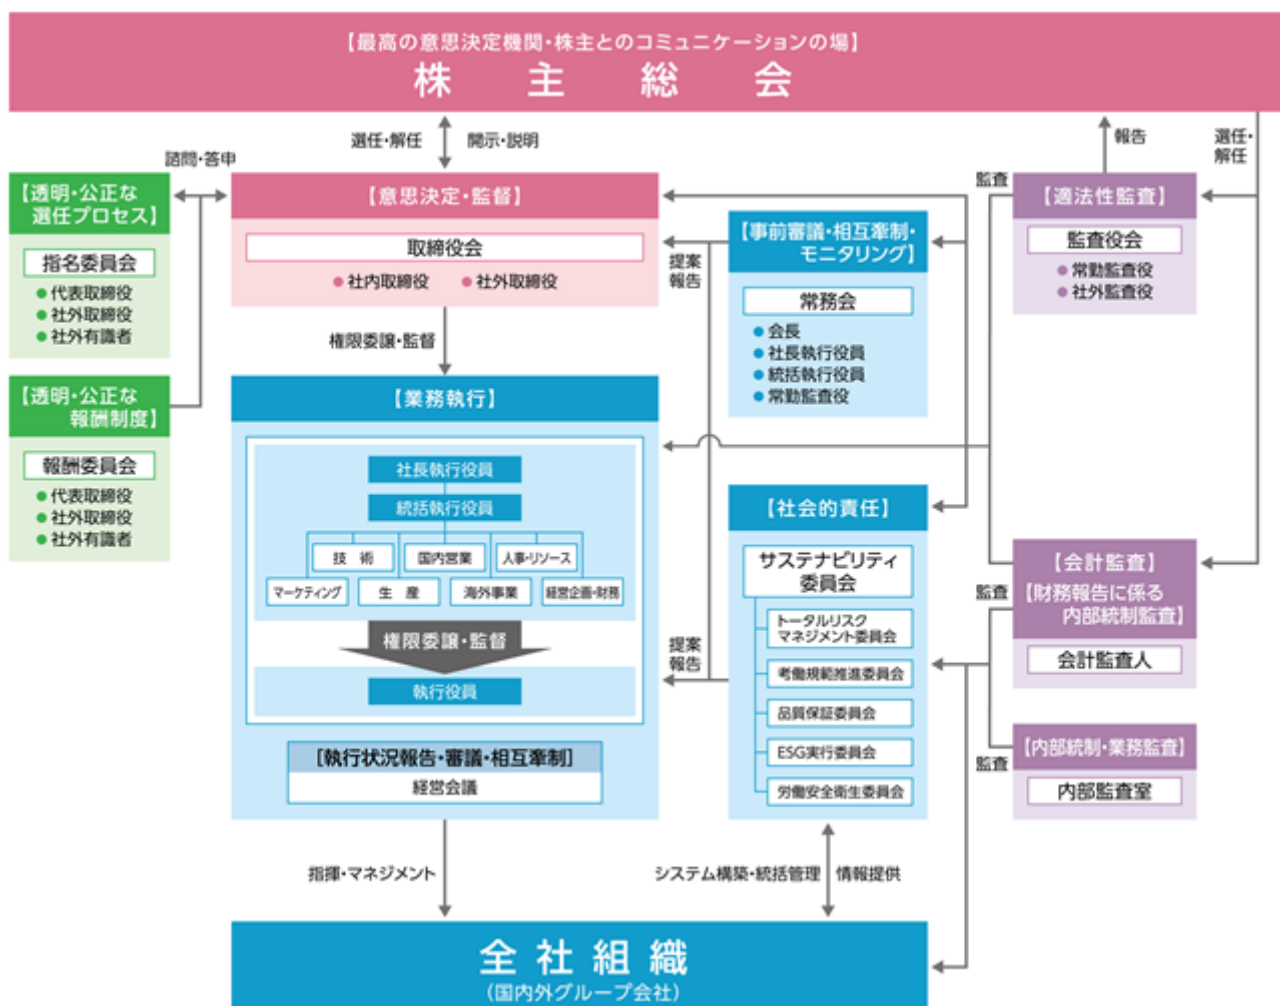 【最高の意思決定機関・株主とのコミュニケーションの場】
株主総会
選任・解任
開示・説明
報告
選任・
解任
諮問・答申
【透明・公正な
選任プロセス】
指名委員会
●代表取締役
●社外取締役
●社外有識者
【透明・公正な
報酬制度】
報酬委員会
●代表取締役
●社外取締役
●社外有識者
【意思決定・監督】
取締役会
●社内取締役 ●社外取締役
権限委譲・監督
【業務執行】
社長執行役員
統括執行役員
技術
国内営業
人事・リソース
マーケティング
生産
海外事業
経営企画・財務
権限委譲・監督
執行役員
[執行状況報告・審議・相互牽制]
経営会議
提案
報告
【事前審議・相互牽制・
モニタリング】
常務会
●会長
●社長執行役員
●統括執行役員
●常勤監査役
提案
報告
【社会的責任】
サステナビリティ
委員会
トータルリスク
マネジメント委員会
考働規範推進委員会
品質保証委員会
ESG実行委員会
労働安全衛生委員会
監査
【適法性監査】
監査役会
●常勤監査役
●社外監査役
監査
【会計監査】
【財務報告に係る
内部統制監査】
会計監査人
監査
【内部統制・業務監査】
内部監査室
指揮・マネジメント
システム構築・統括管理
情報提供
全社組織
(国内外グループ会社)